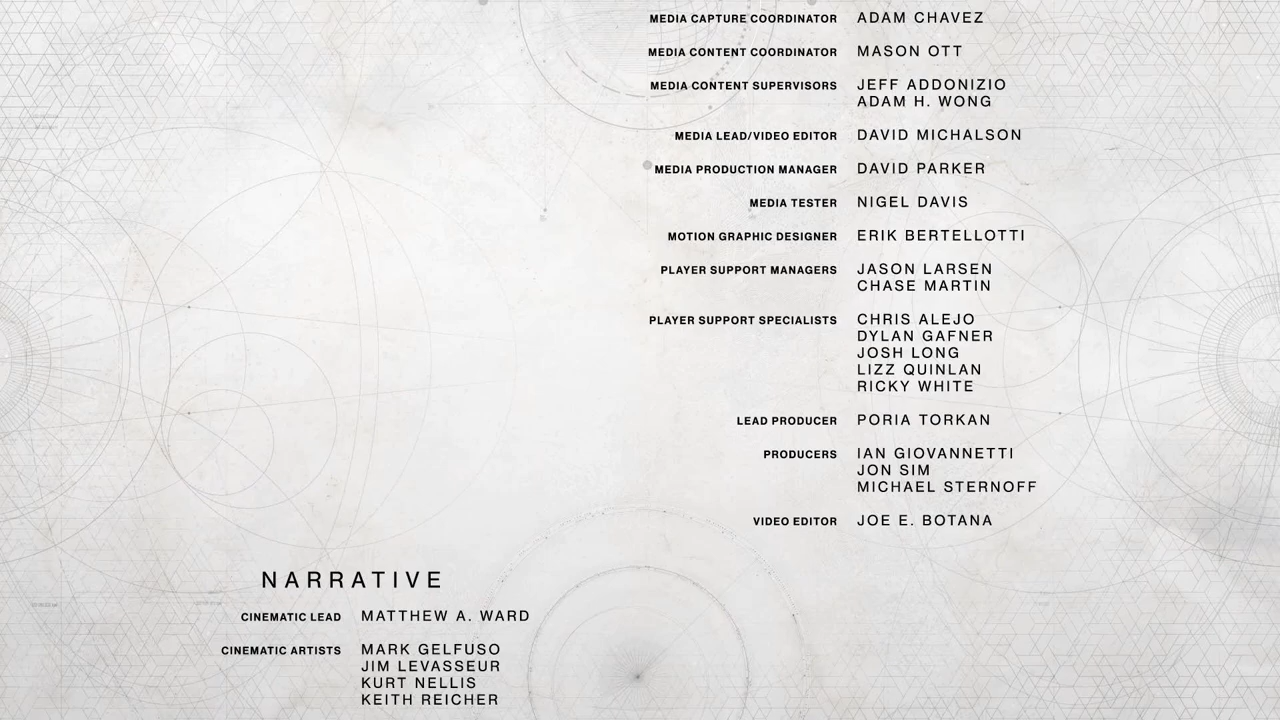 MEDIA CAPTURE COORDINATOR ADAM CHAVEZ
MEDIA CONTENT COORDINATOR MASON OTT
MEDIA CONTENT SUPERVISORS JEFF ADDONIZIO
ADAM H. WONG
MEDIA LEAD/VIDEO EDITOR DAVID MICHALSON
MEDIA PRODUCTION MANAGER DAVID PARKER
MEDIA TESTER NIGEL DAVIS
MOTION GRAPHIC DESIGNER ERIK BERTELLOTTI
PLAYER SUPPORT MANAGERS JASON LARSEN
CHASE MARTIN
PLAYER SUPPORT SPECIALISTS CHRIS ALEJO
DYLAN GAFNER
JOSH LONG
LIZZ QUINLAN
RICKY WHITE
LEAD PRODUCER PORIA TORKAN
PRODUCERS IAN GIOVANNETTI
JON SIM
MICHAEL STERNOFF
VIDEO EDITOR JOE E. BOTANA
NARRATIVE
CINEMATIC LEAD MATTHEW A. WARD
CINEMATIC ARTISTS MARK GELFUSO
JIM LEVASSEUR
KURT NELLIS
KEITH REICHER